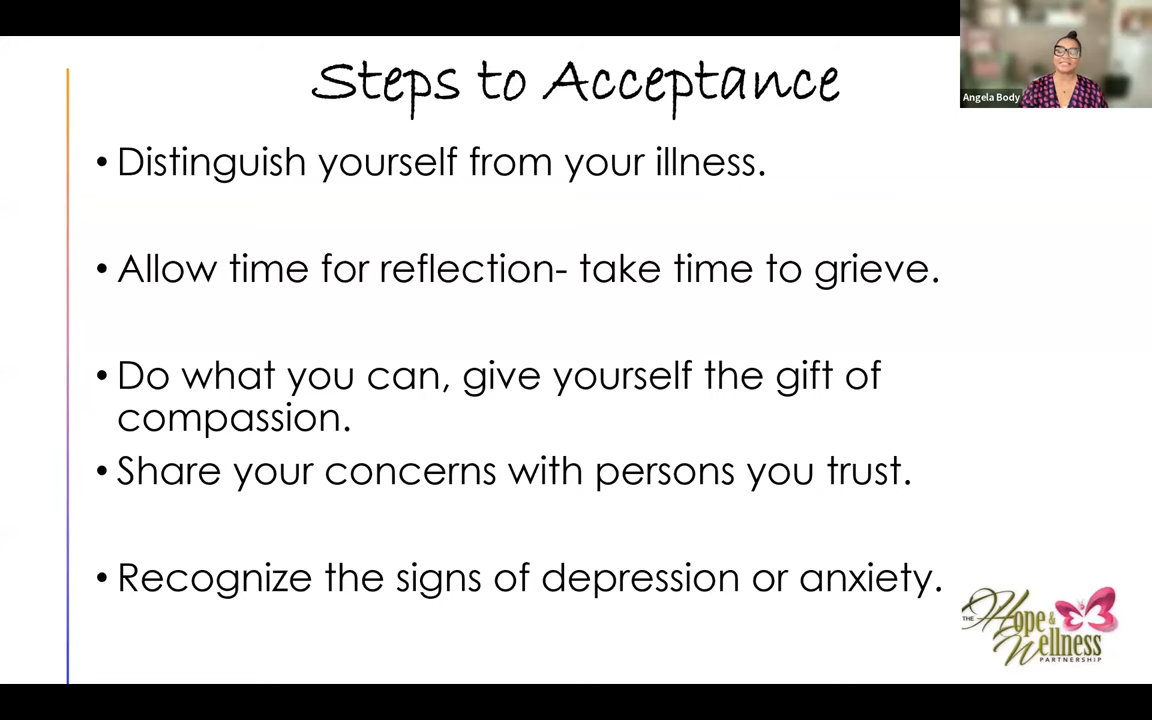 Steps to Acceptance
Angela Body
• Distinguish yourself from your illness.
• Allow time for reflection- take time to grieve.
• Do what you can, give yourself the gift of
compassion.
• Share your concerns with persons you trust.
• Recognize the signs of depression or anxiety.
THE Hope &
Wellness
PARTNERSHIP